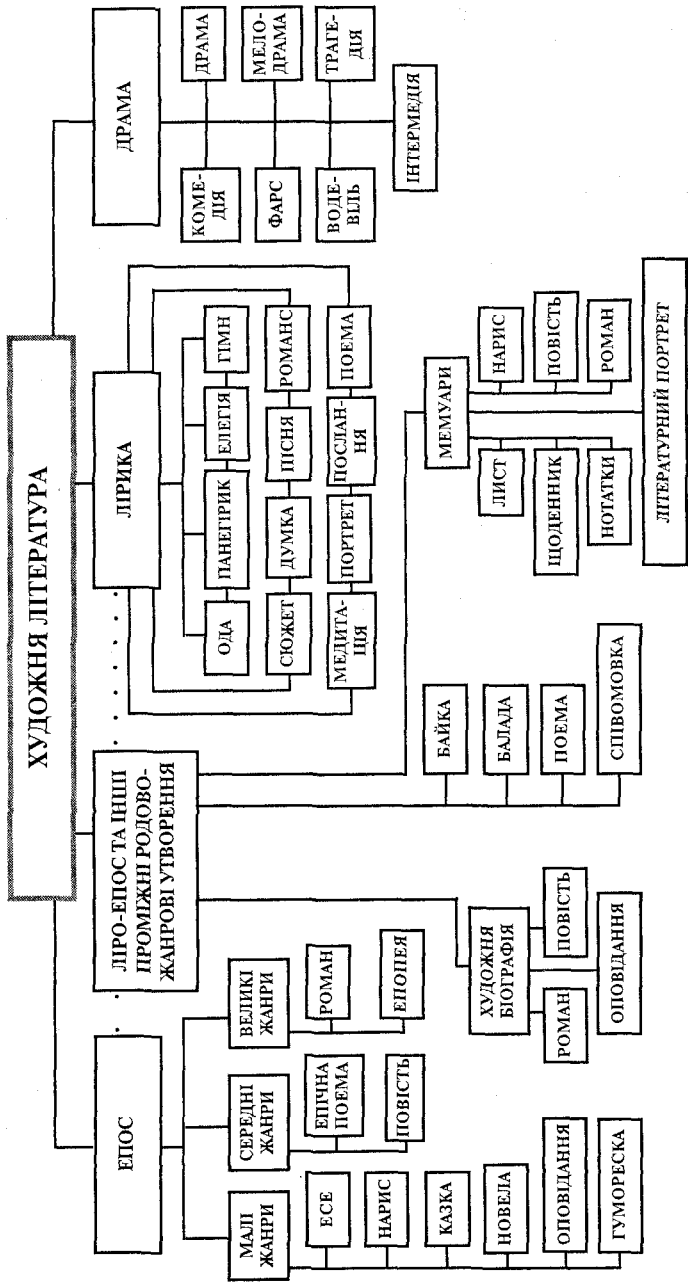 ХУДОЖНЯ ЛІТЕРАТУРА
ЕПОС
ЛІРО-ЕПОС ТА ІНШІ
ПРОМІЖНІ РОДОВО-
ЖАНРОВІ УТВОРЕННЯ
ЛІРИКА
ДРАМА
МАЛІ
ЖАНРИ
СЕРЕДНІ
ЖАНРИ
ВЕЛИКІ
ЖАНРИ
ЕСЕ
НАРИС
КАЗКА
НОВЕЛА
ОПОВІДАННЯ
ГУМОРЕСКА
ЕПІЧНА
ПОЕМА
ПОВІСТЬ
РОМАН
ЕПОПЕЯ
ХУДОЖНЯ
БІОГРАФІЯ
РОМАН
ПОВІСТЬ
ОПОВІДАННЯ
БАЙКА
БАЛАДА
ПОЕМА
СПІВОМОВКА
МЕМУАРИ
ЛИСТ
НАРИС
ЩОДЕННИК
ПОВІСТЬ
НОТАТКИ
РОМАН
ЛІТЕРАТУРНИЙ ПОРТРЕТ
ОДА
ПАНЕГІРИК
ЕЛЕГІЯ
ГІМН
СЮЖЕТ
ДУМКА
ПІСНЯ
РОМАНС
МЕДИТА-
ЦІЯ
ПОРТРЕТ
ПОСЛАН-
НЯ
ПОЕМА
КОМЕ-
ДІЯ
ДРАМА
ФАРС
МЕЛО-
ДРАМА
ВОДЕ-
ВІЛЬ
ТРАГЕ-
ДІЯ
ІНТЕРМЕДІЯ